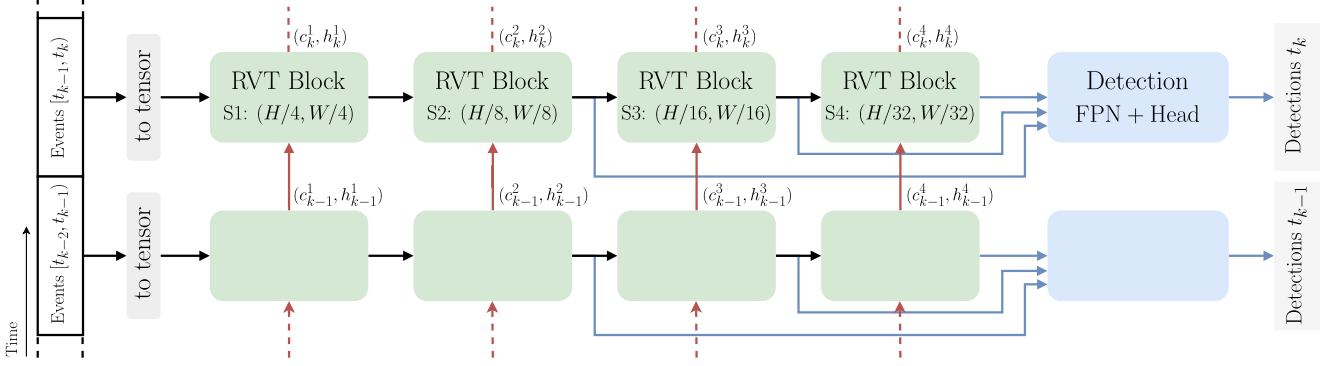 Events [t_{k−1}, t_k)
to tensor
(c_k^1, h_k^1)
RVT Block
S1: (H/4, W/4)
(c_k^2, h_k^2)
RVT Block
S2: (H/8, W/8)
(c_k^3, h_k^3)
RVT Block
S3: (H/16, W/16)
(c_k^4, h_k^4)
RVT Block
S4: (H/32, W/32)
Detection
FPN + Head
Detections t_k
Time
Events [t_{k−2}, t_{k−1})
to tensor
(c_{k−1}^1, h_{k−1}^1)
(c_{k−1}^2, h_{k−1}^2)
(c_{k−1}^3, h_{k−1}^3)
(c_{k−1}^4, h_{k−1}^4)
Detections t_{k−1}